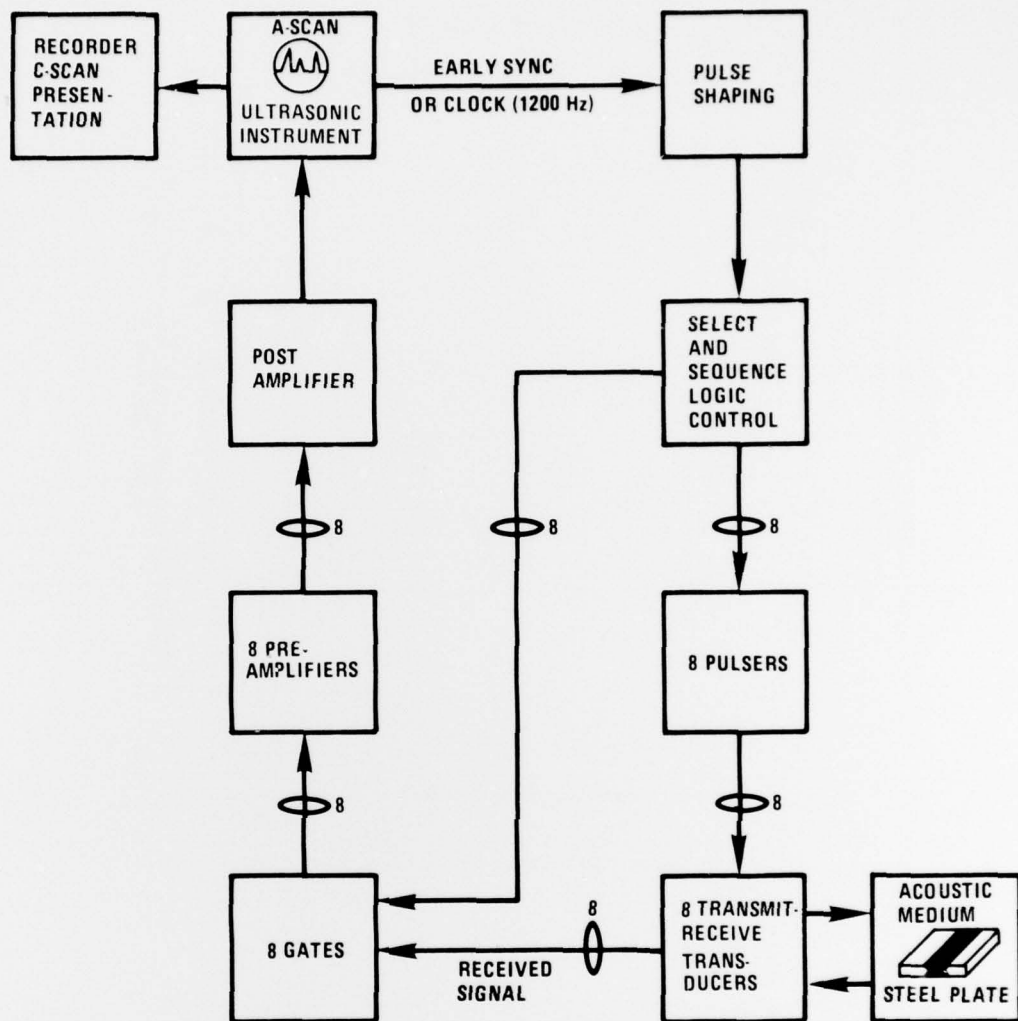 RECORDER
C-SCAN
PRESEN-
TATION
A-SCAN
ULTRASONIC
INSTRUMENT
EARLY SYNC
OR CLOCK (1200 Hz)
PULSE
SHAPING
POST
AMPLIFIER
SELECT
AND
SEQUENCE
LOGIC
CONTROL
8
8
8
8 PRE-
AMPLIFIERS
8 PULSERS
8
8
8 GATES
8
RECEIVED
SIGNAL
8 TRANSMIT-
RECEIVE
TRANS-
DUCERS
ACOUSTIC
MEDIUM
STEEL PLATE